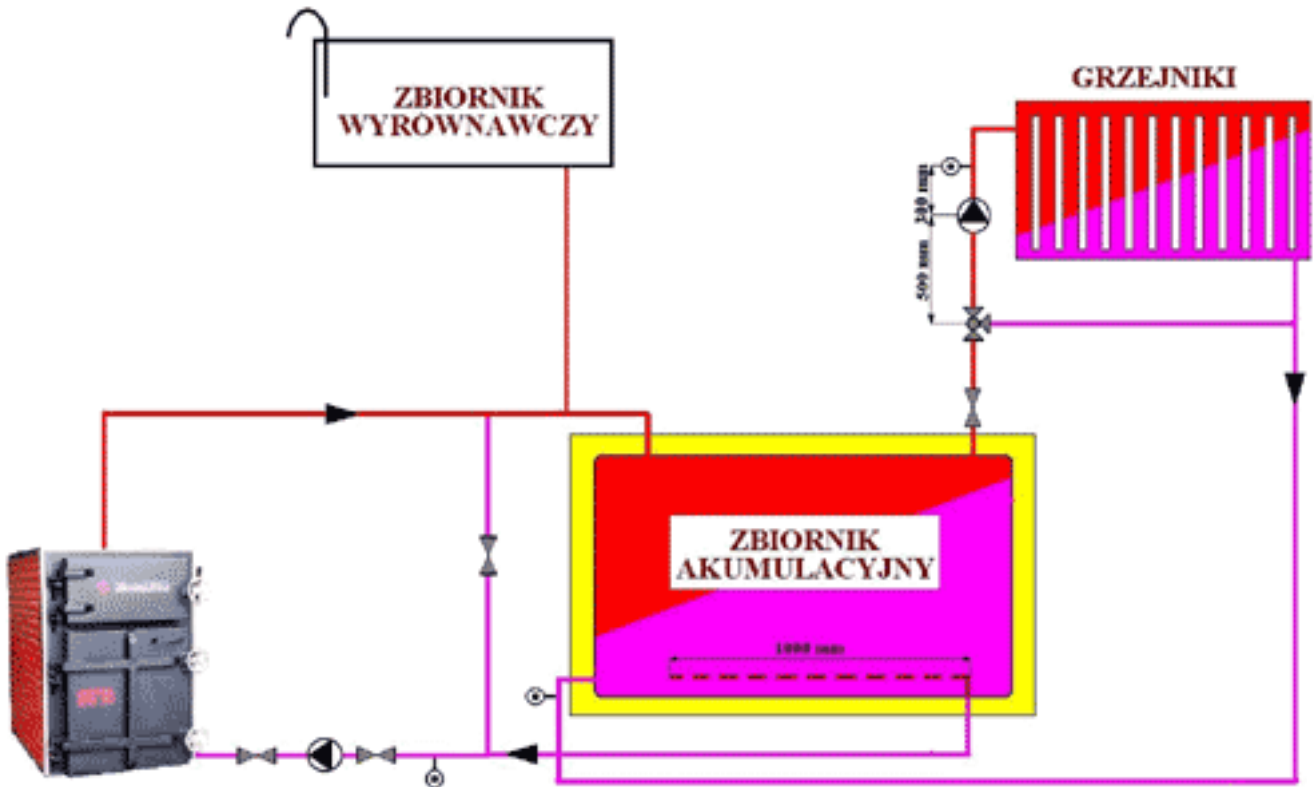 ZBIORNIK
WYRÓWNAWCZY
GRZEJNIKI
200 mm
500 mm
ZBIORNIK
AKUMULACYJNY
1000 mm